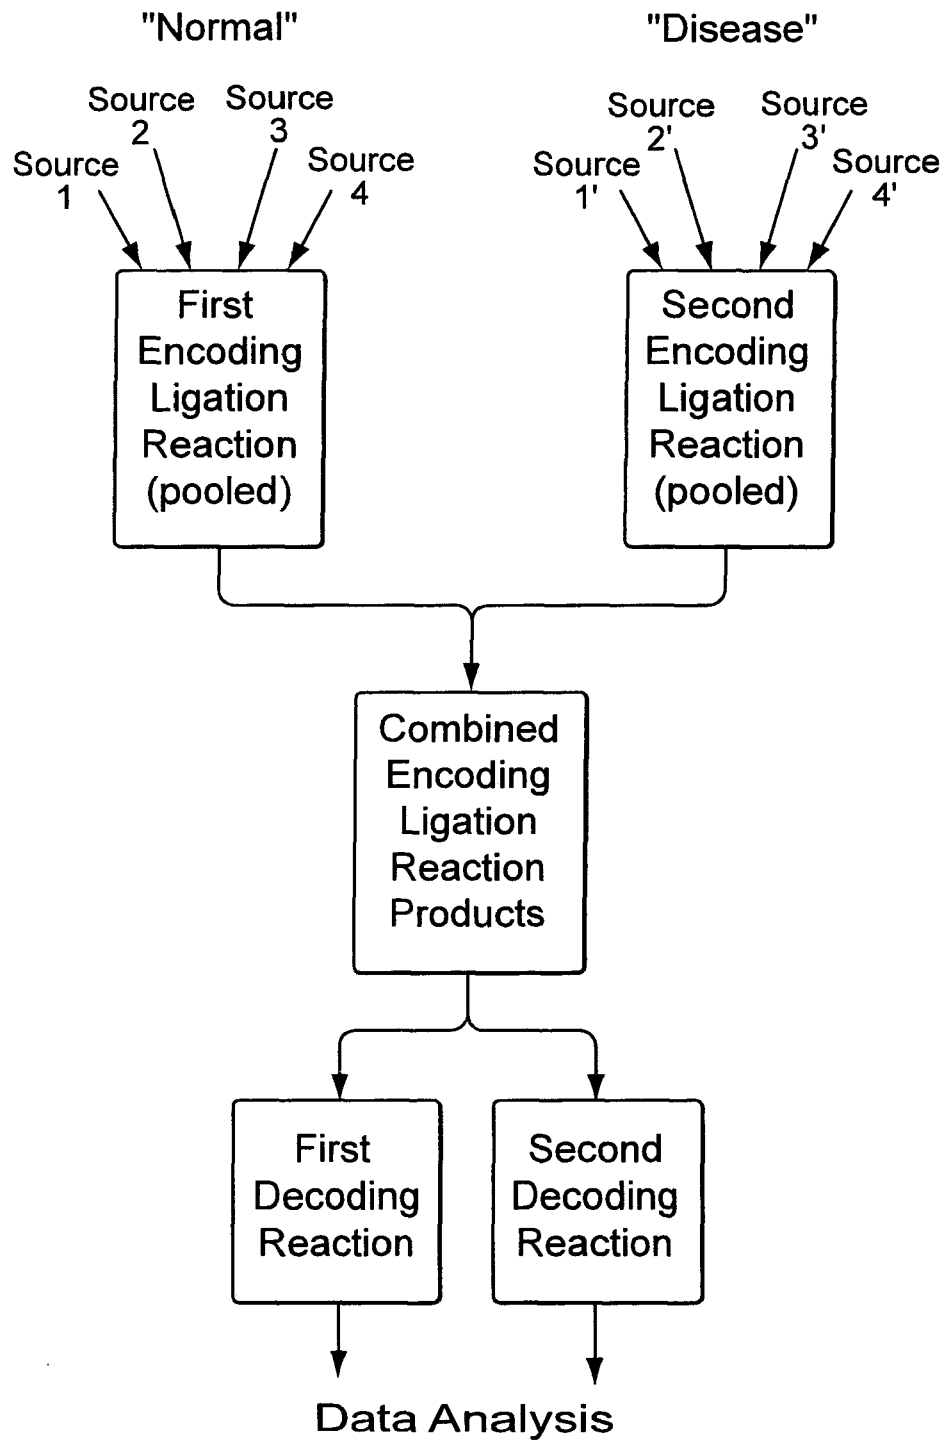 "Normal"
"Disease"
Source
1
Source
2
Source
3
Source
4
Source
1'
Source
2'
Source
3'
Source
4'
First
Encoding
Ligation
Reaction
(pooled)
Second
Encoding
Ligation
Reaction
(pooled)
Combined
Encoding
Ligation
Reaction
Products
First
Decoding
Reaction
Second
Decoding
Reaction
Data Analysis